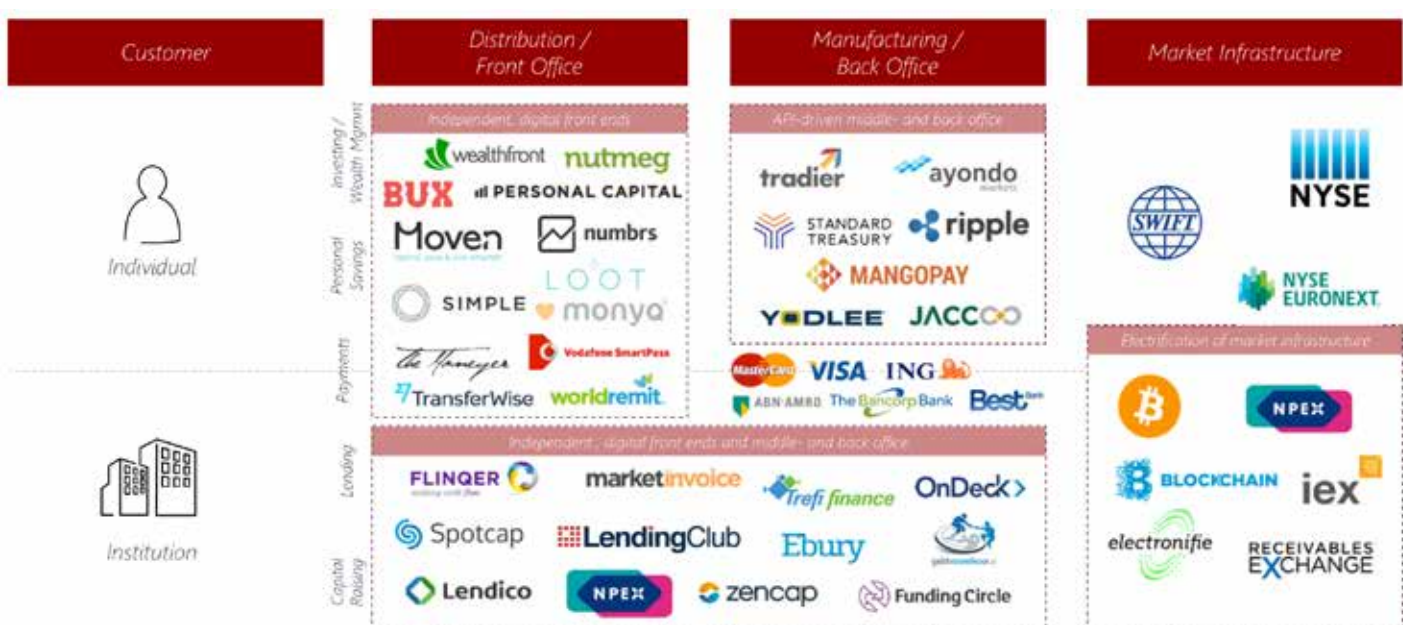 Customer
Distribution /
Front Office
Manufacturing /
Back Office
Market Infrastructure
Individual
Institution
Investing /
Wealth Mgmnt
Personal
Savings
Payments
Lending
Capital
Raising
Independent, digital front ends
wealthfront
nutmeg
BUX
PERSONAL CAPITAL
Moven
numbrs
LOOT
SIMPLE
monyq
Vodafone SmartPass
TransferWise
worldremit
API-driven middle- and back office
tradier
ayondo
markets
STANDARD
TREASURY
ripple
MANGOPAY
YODLEE
JACCOO
MasterCard
VISA
ING
ABN·AMRO
The Bancorp Bank
Best Bank
Independent, digital front ends and middle- and back office
FLINQER
marketinvoice
Trefi finance
OnDeck
Spotcap
LendingClub
Ebury
Lendico
NPEX
zencap
Funding Circle
NYSE
SWIFT
NYSE
EURONEXT
Electrification of market infrastructure
NPEX
BLOCKCHAIN
iex
electronifie
RECEIVABLES
EXCHANGE